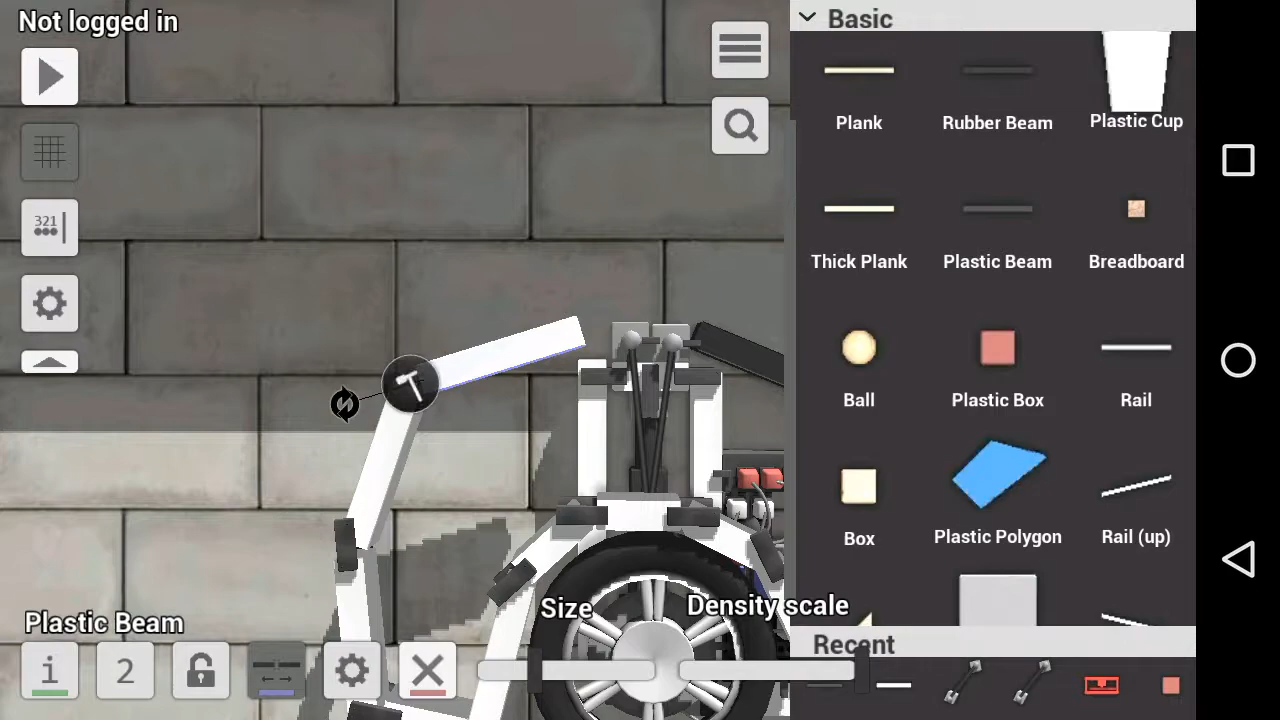 Not logged in
Basic
Plank
Rubber Beam
Plastic Cup
321
Thick Plank
Plastic Beam
Breadboard
Ball
Plastic Box
Rail
Box
Plastic Polygon
Rail (up)
Plastic Beam
Size
Density scale
Recent
i
2